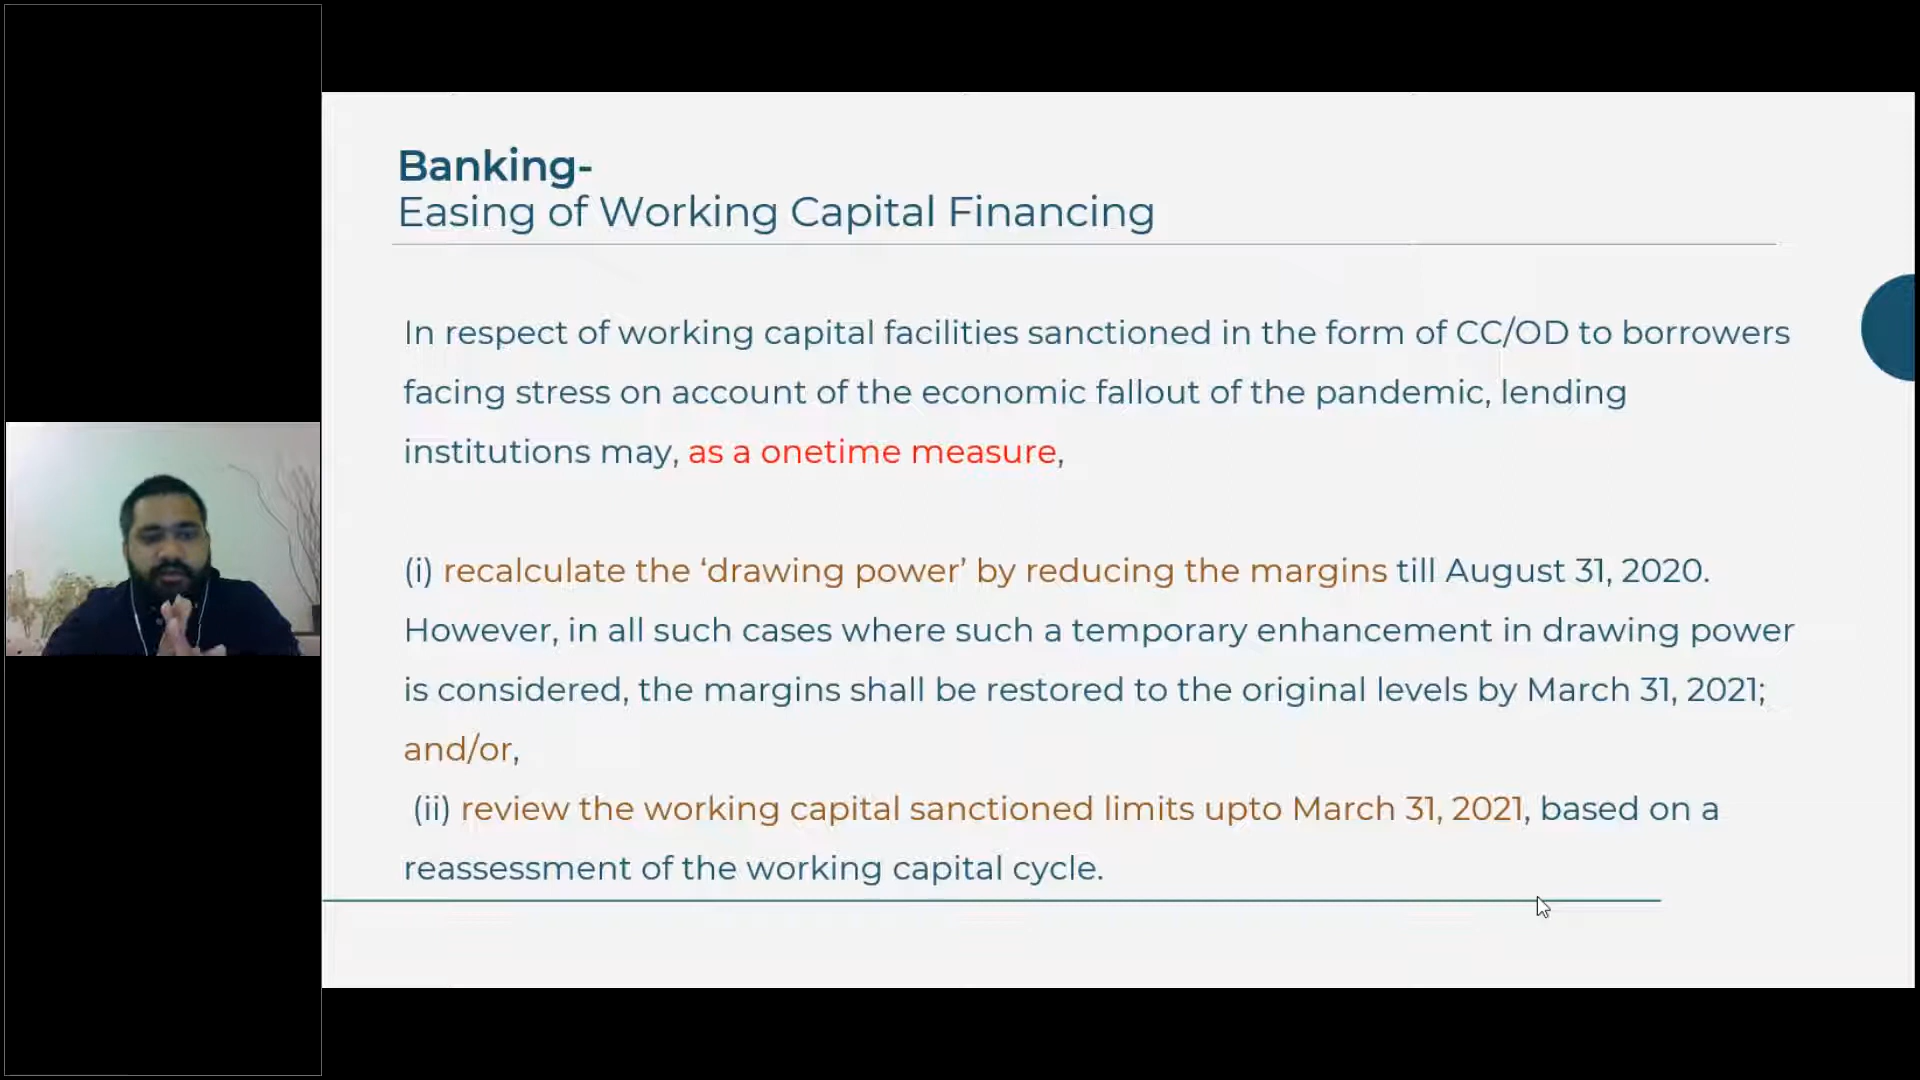 Banking-
Easing of Working Capital Financing
In respect of working capital facilities sanctioned in the form of CC/OD to borrowers
facing stress on account of the economic fallout of the pandemic, lending
institutions may, as a onetime measure,
(i) recalculate the ‘drawing power’ by reducing the margins till August 31, 2020.
However, in all such cases where such a temporary enhancement in drawing power
is considered, the margins shall be restored to the original levels by March 31, 2021;
and/or,
(ii) review the working capital sanctioned limits upto March 31, 2021, based on a
reassessment of the working capital cycle.